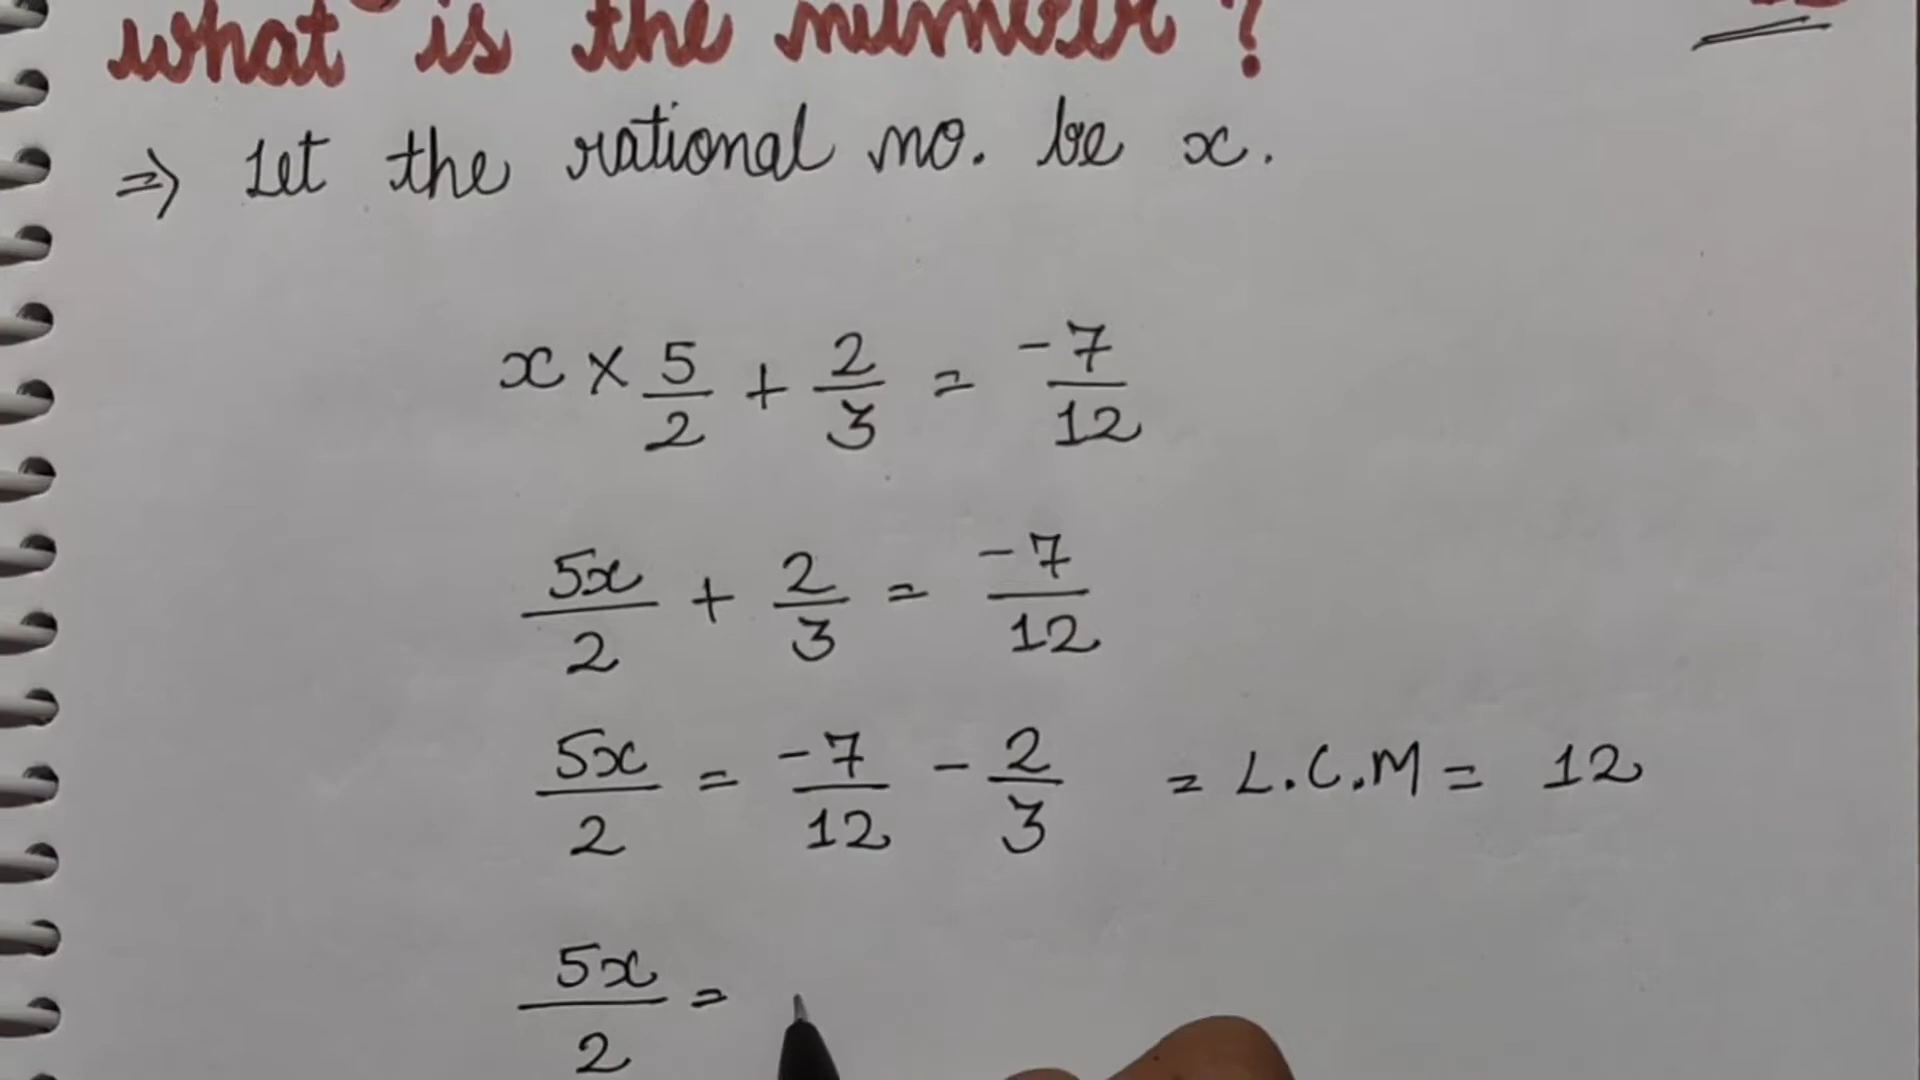 what is the number?
⇒ Let the rational no. be x.
x × 5/2 + 2/3 = -7/12
5x/2 + 2/3 = -7/12
5x/2 = -7/12 - 2/3 = L.C.M = 12
5x/2 =